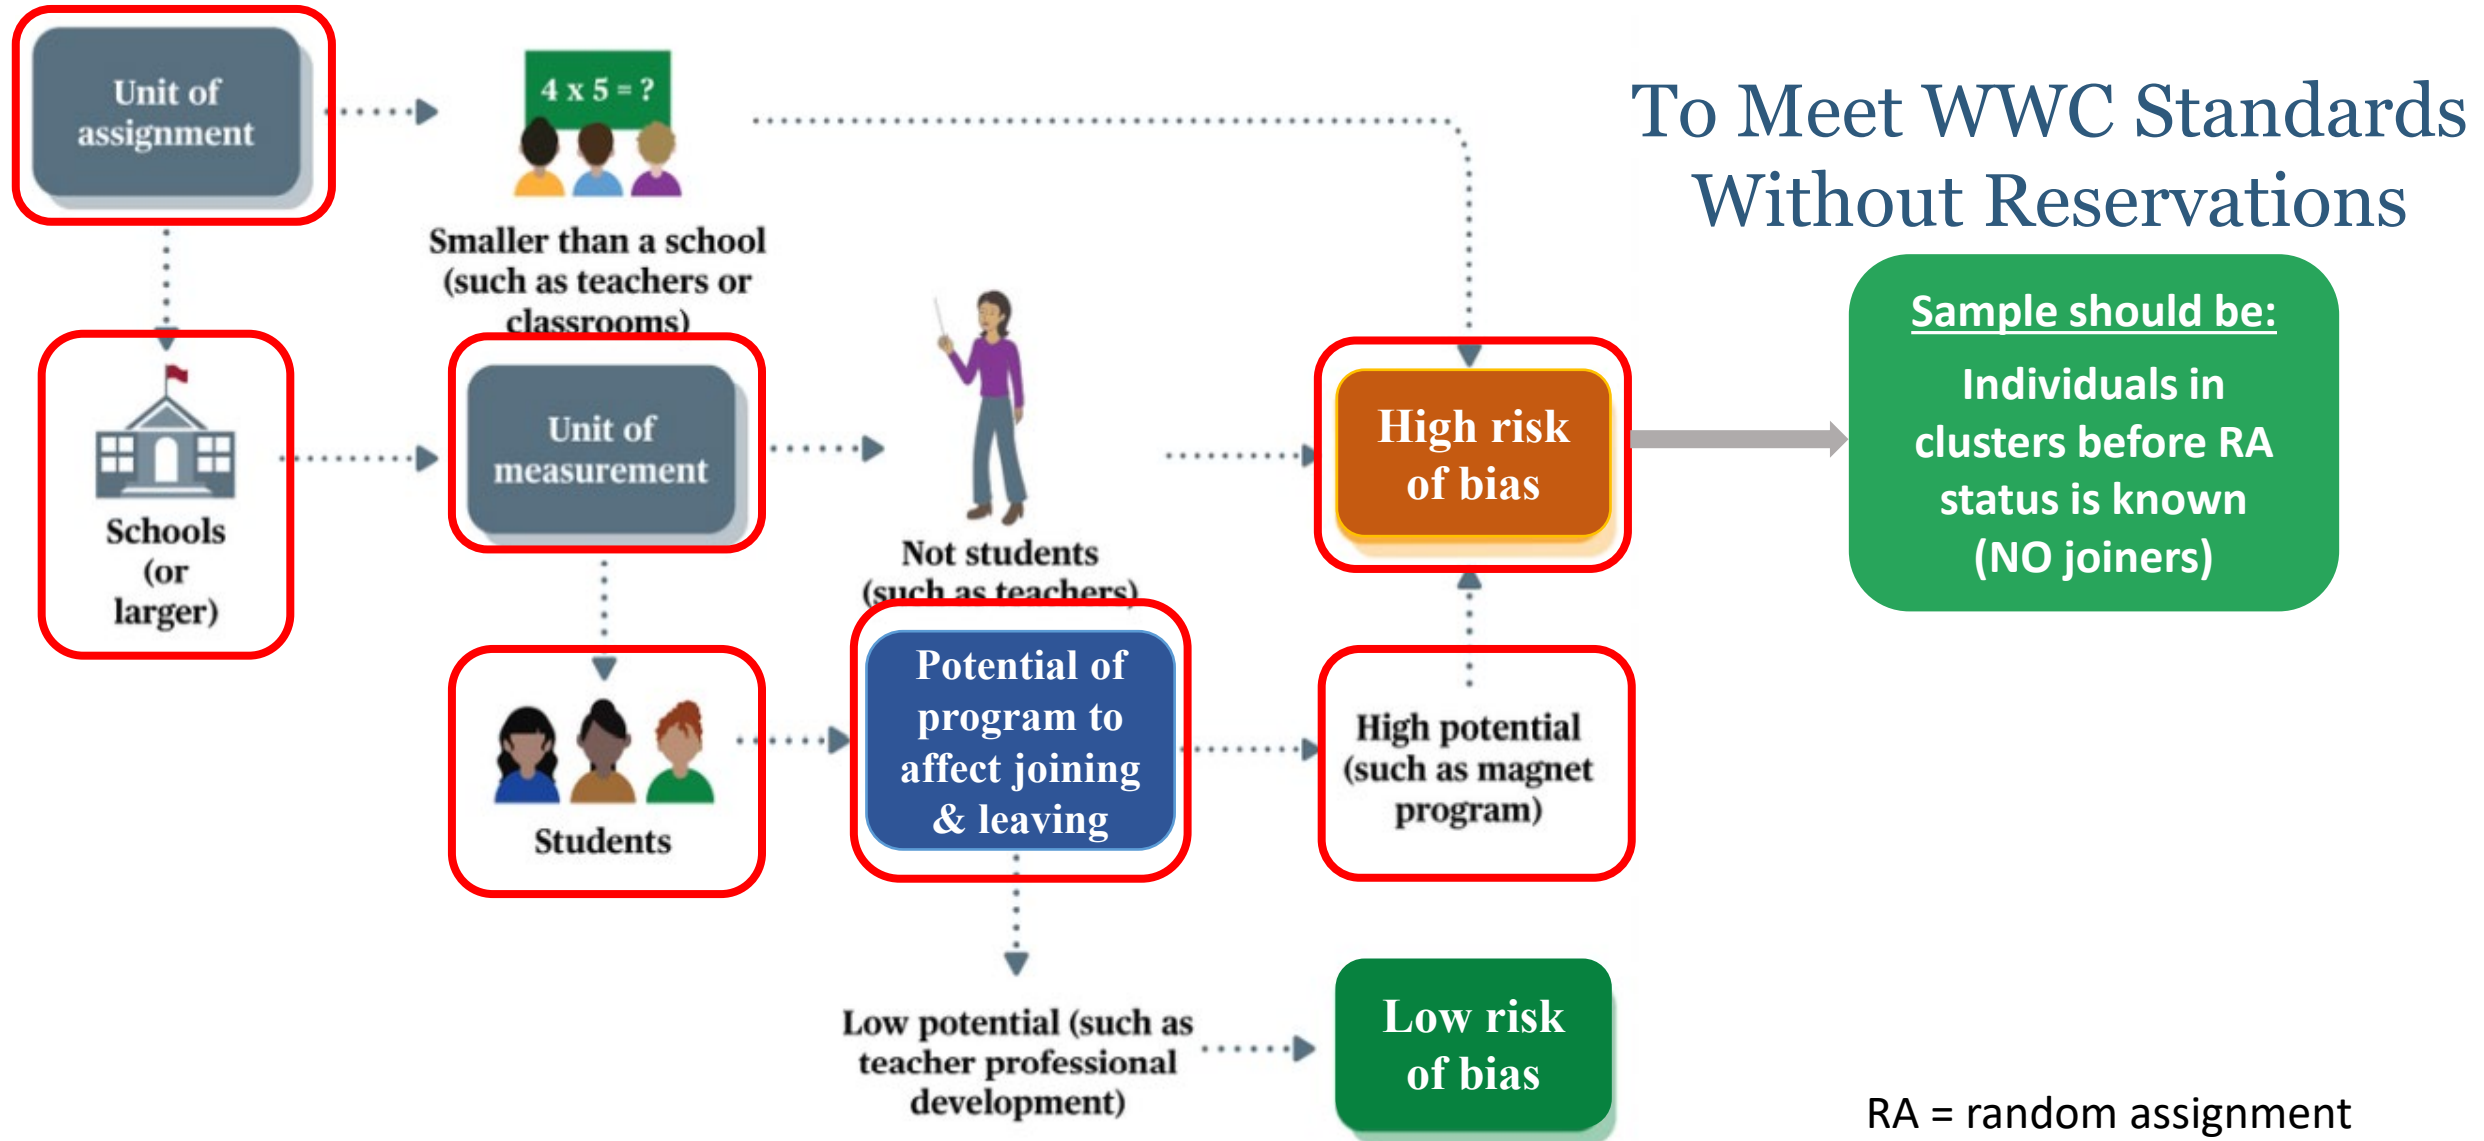 Unit of
assignment
4 x 5 = ?
Smaller than a school
(such as teachers or
classrooms)
To Meet WWC Standards
Without Reservations
Schools
(or
larger)
Unit of
measurement
Not students
(such as teachers)
High risk
of bias
Sample should be:
Individuals in
clusters before RA
status is known
(NO joiners)
Students
Potential of
program to
affect joining
& leaving
High potential
(such as magnet
program)
Low potential (such as
teacher professional
development)
Low risk
of bias
RA = random assignment